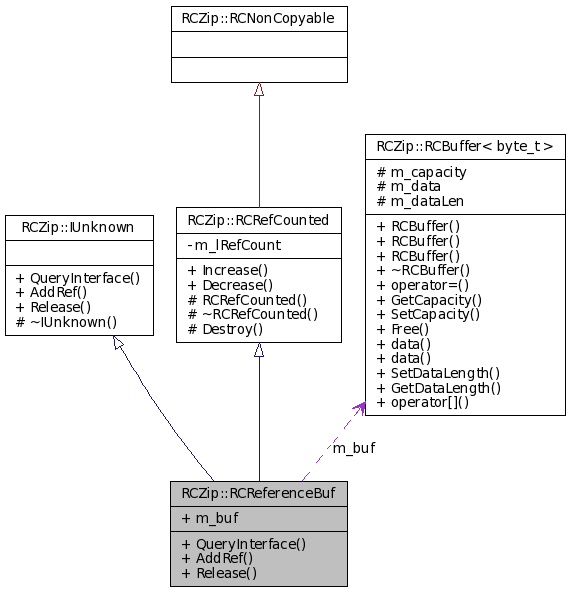 RCZip::RCNonCopyable
RCZip::RCBuffer< byte_t >
# m_capacity
# m_data
# m_dataLen
+ RCBuffer()
+ RCBuffer()
+ RCBuffer()
+ ~RCBuffer()
+ operator=()
+ GetCapacity()
+ SetCapacity()
+ Free()
+ data()
+ data()
+ SetDataLength()
+ GetDataLength()
+ operator[]()
RCZip::IUnknown
+ QueryInterface()
+ AddRef()
+ Release()
# ~IUnknown()
RCZip::RCRefCounted
- m_lRefCount
+ Increase()
+ Decrease()
# RCRefCounted()
# ~RCRefCounted()
# Destroy()
m_buf
RCZip::RCReferenceBuf
+ m_buf
+ QueryInterface()
+ AddRef()
+ Release()